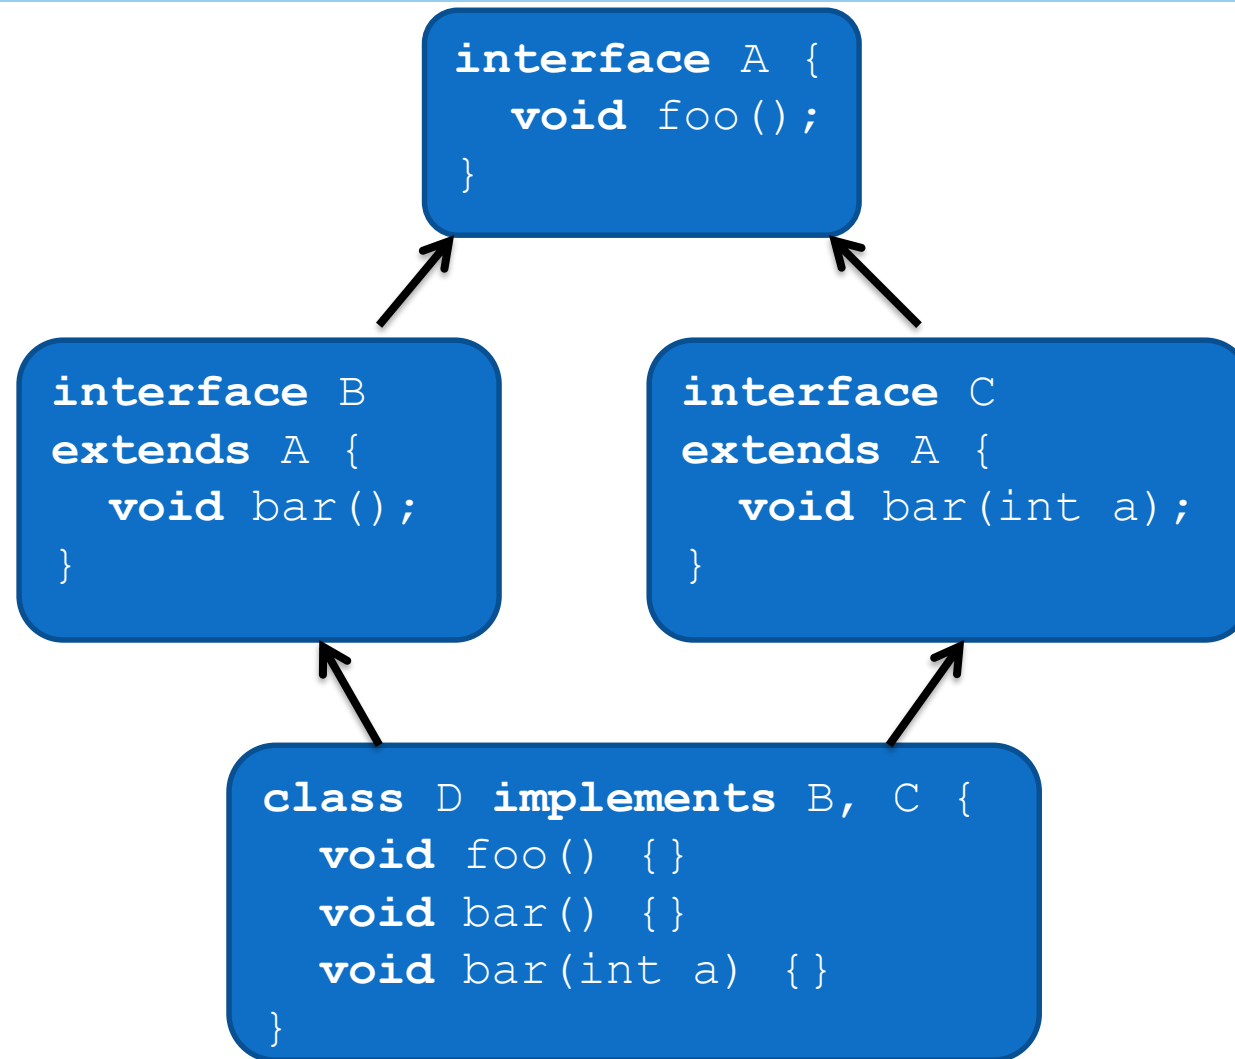 interface A {
  void foo();
}
interface B
extends A {
  void bar();
}
interface C
extends A {
  void bar(int a);
}
class D implements B, C {
  void foo() {}
  void bar() {}
  void bar(int a) {}
}